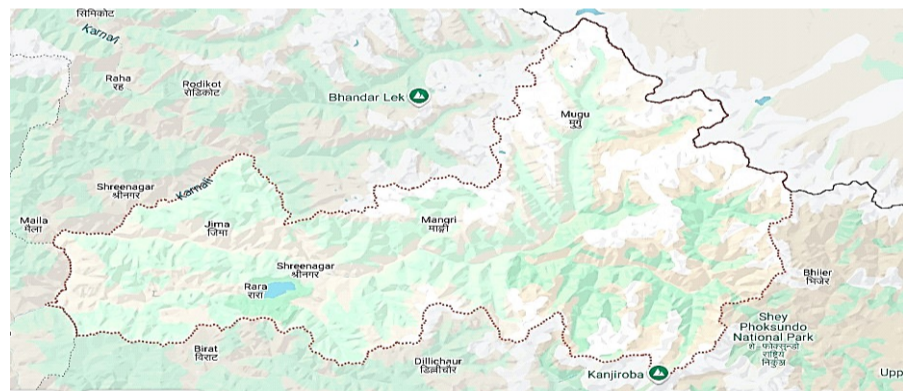 सिमिकोट
Karnali
Raha
रह
Rodikot
रोडिकोट
Bhandar Lek
Mugu
मुगु
Shreenagar
श्रीनगर
Karnali
Maila
मैला
Jima
जिमा
Mangri
माङ्री
Shreenagar
श्रीनगर
Rara
रारा
Bhijer
भिजेर
Birat
विराट
Dillichaur
डिल्लीचौर
Kanjiroba
Shey
Phoksundo
National Park
शे - फोक्सुन्डो
राष्ट्रिय
निकुञ्ज
Upp